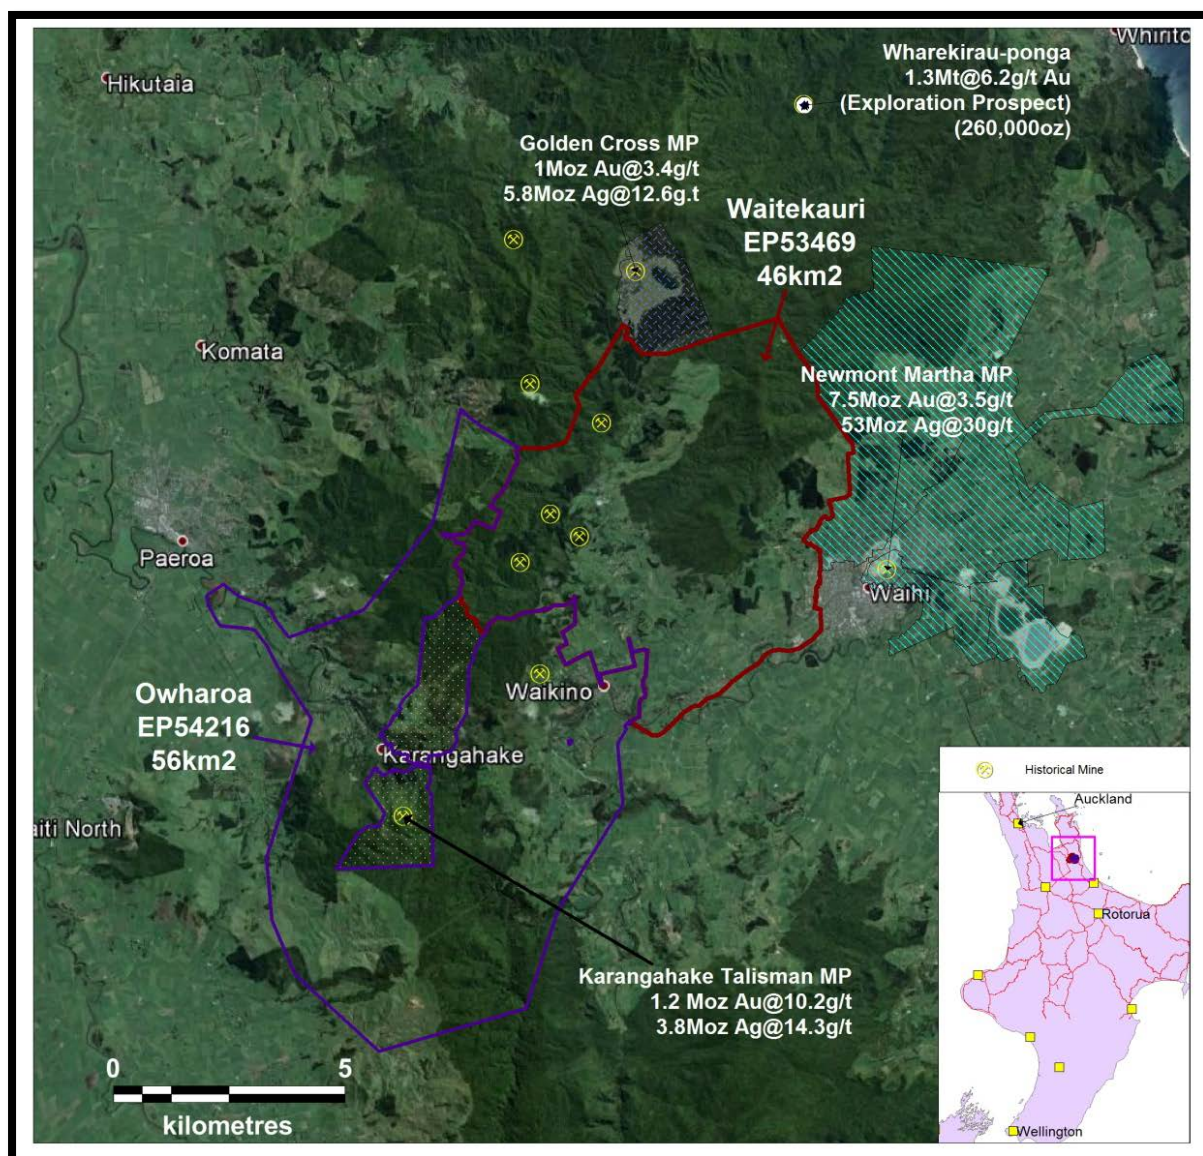 Whirito
Hikutaia
Wharekirau-ponga
1.3Mt@6.2g/t Au
(Exploration Prospect)
(260,000oz)
Golden Cross MP
1Moz Au@3.4g/t
5.8Moz Ag@12.6g.t
Waitekauri
EP53469
46km2
Komata
Newmont Martha MP
7.5Moz Au@3.5g/t
53Moz Ag@30g/t
Paeroa
Waihi
Owharoa
EP54216
56km2
Waikino
Karangahake
aiti North
Karangahake Talisman MP
1.2 Moz Au@10.2g/t
3.8Moz Ag@14.3g/t
0 5
kilometres
Historical Mine
Auckland
Rotorua
Wellington